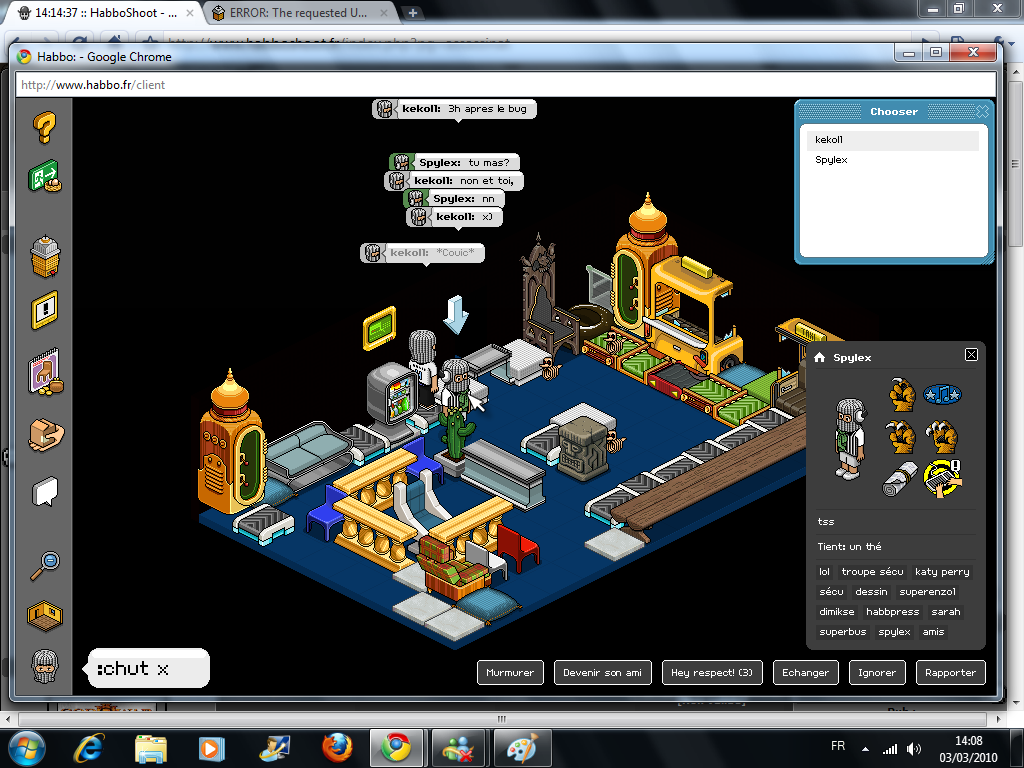 14:14:37 :: HabboShoot - ...
ERROR: The requested U...
Habbo: - Google Chrome
http://www.habbo.fr/client
kekol1: 3h apres le bug
Spylex: tu mas?
kekol1: non et toi,
Spylex: nn
kekol1: x)
kekol1: *Couic*
Chooser
kekol1
Spylex
Spylex
tss
Tient: un thé
lol troupe sécu katy perry
sécu dessin superenzo1
dimikse habbpress sarah
superbus spylex amis
:chut x
Murmurer Devenir son ami Hey respect! (3) Echanger Ignorer Rapporter
FR
14:08
03/03/2010